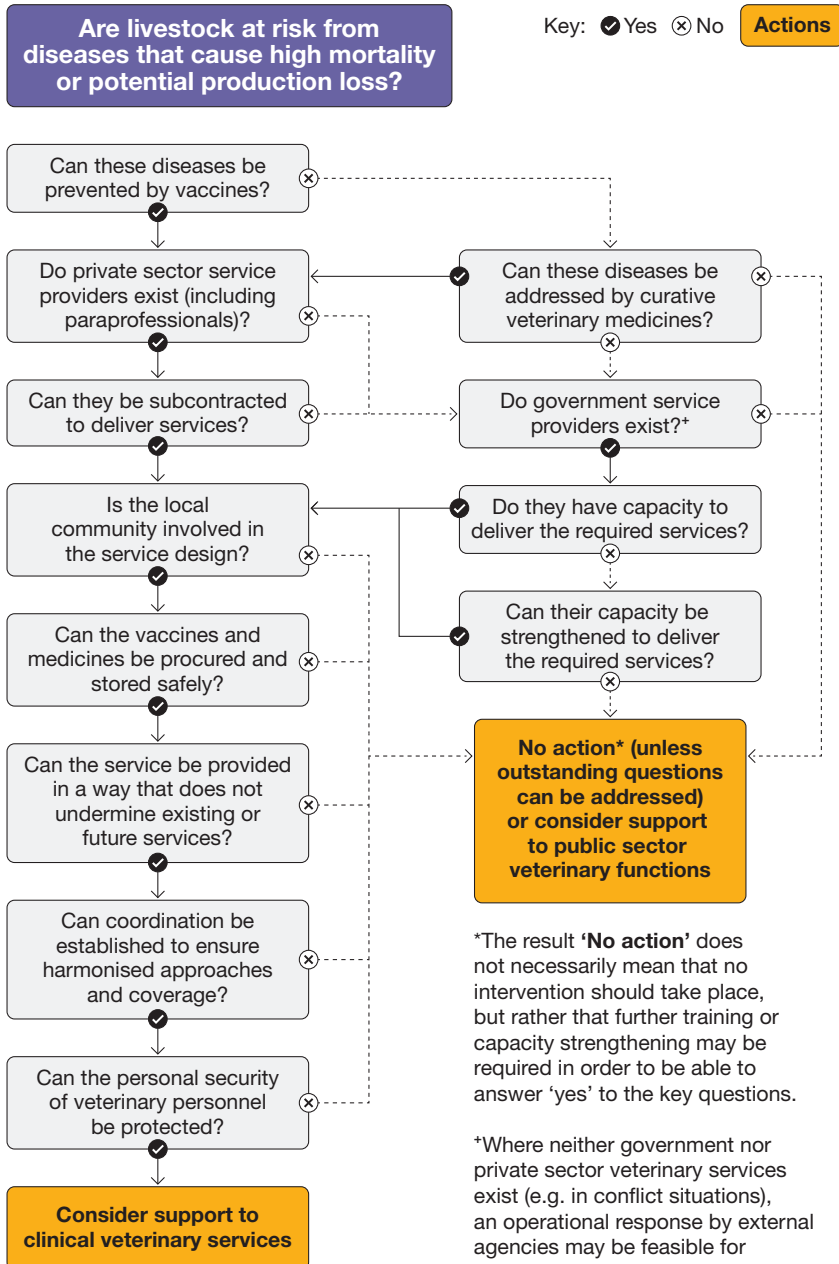 Are livestock at risk from
diseases that cause high mortality
or potential production loss?
Key: Yes No Actions
Can these diseases be
prevented by vaccines?
Do private sector service
providers exist (including
paraprofessionals)?
Can these diseases be
addressed by curative
veterinary medicines?
Can they be subcontracted
to deliver services?
Do government service
providers exist?+
Is the local
community involved in
the service design?
Do they have capacity to
deliver the required services?
Can the vaccines and
medicines be procured and
stored safely?
Can their capacity be
strengthened to deliver
the required services?
Can the service be provided
in a way that does not
undermine existing or
future services?
No action* (unless
outstanding questions
can be addressed)
or consider support
to public sector
veterinary functions
Can coordination be
established to ensure
harmonised approaches
and coverage?
Can the personal security
of veterinary personnel
be protected?
Consider support to
clinical veterinary services
*The result 'No action' does
not necessarily mean that no
intervention should take place,
but rather that further training or
capacity strengthening may be
required in order to be able to
answer 'yes' to the key questions.
+Where neither government nor
private sector veterinary services
exist (e.g. in conflict situations),
an operational response by external
agencies may be feasible for